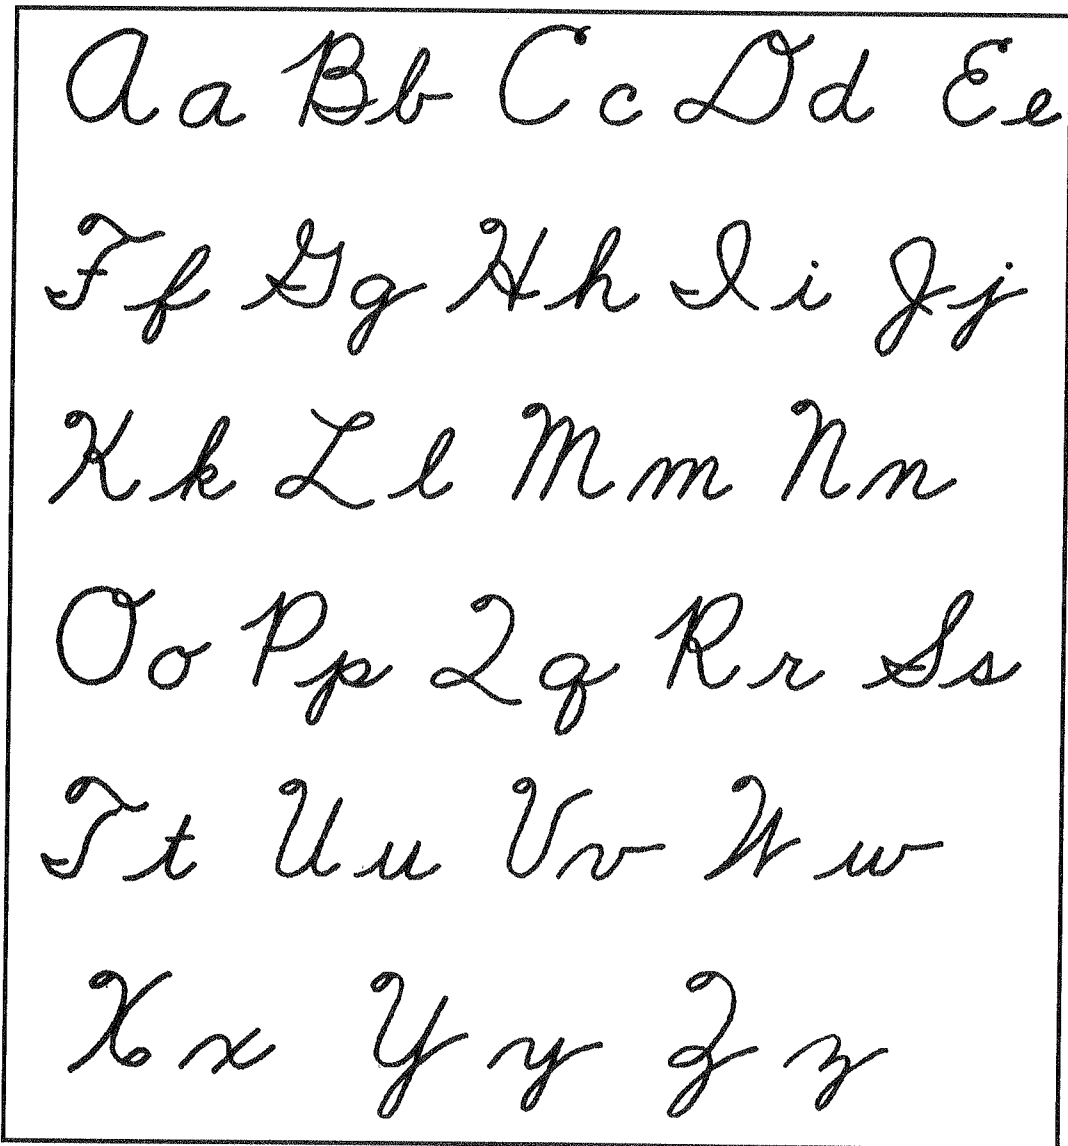 Aa Bb Cc Dd Ee
Ff Gg Hh Ii Jj
Kk Ll Mm Nn
Oo Pp Qq Rr Ss
Tt Uu Vv Ww
Xx Yy Zz